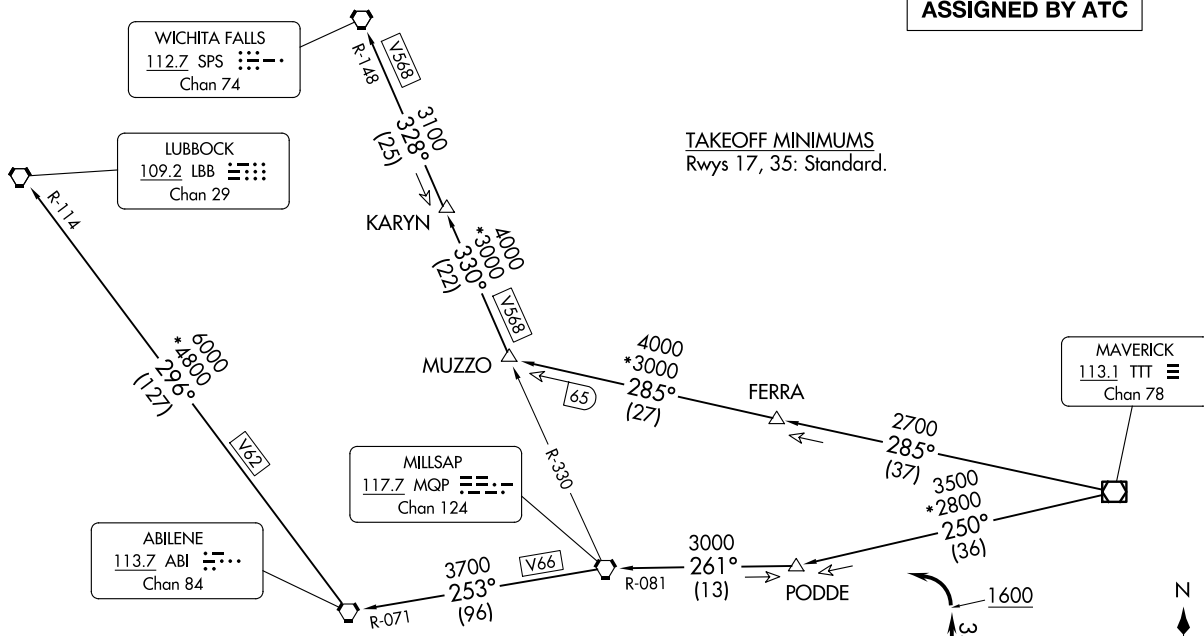 ASSIGNED BY ATC
WICHITA FALLS
112.7 SPS
Chan 74
R-148
V568
3100
328°
(25)
LUBBOCK
109.2 LBB
Chan 29
R-114
KARYN
4000
*3000
330°
(22)
V568
TAKEOFF MINIMUMS
Rwys 17, 35: Standard.
6000
*4800
296°
(127)
V62
MUZZO
65
4000
*3000
285°
(27)
FERRA
MAVERICK
113.1 TTT
Chan 78
2700
285°
(37)
R-330
MILLSAP
117.7 MQP
Chan 124
3500
*2800
250°
(36)
ABILENE
113.7 ABI
Chan 84
R-071
3700
253°
(96)
V66
R-081
3000
261°
(13)
PODDE
1600
3
N